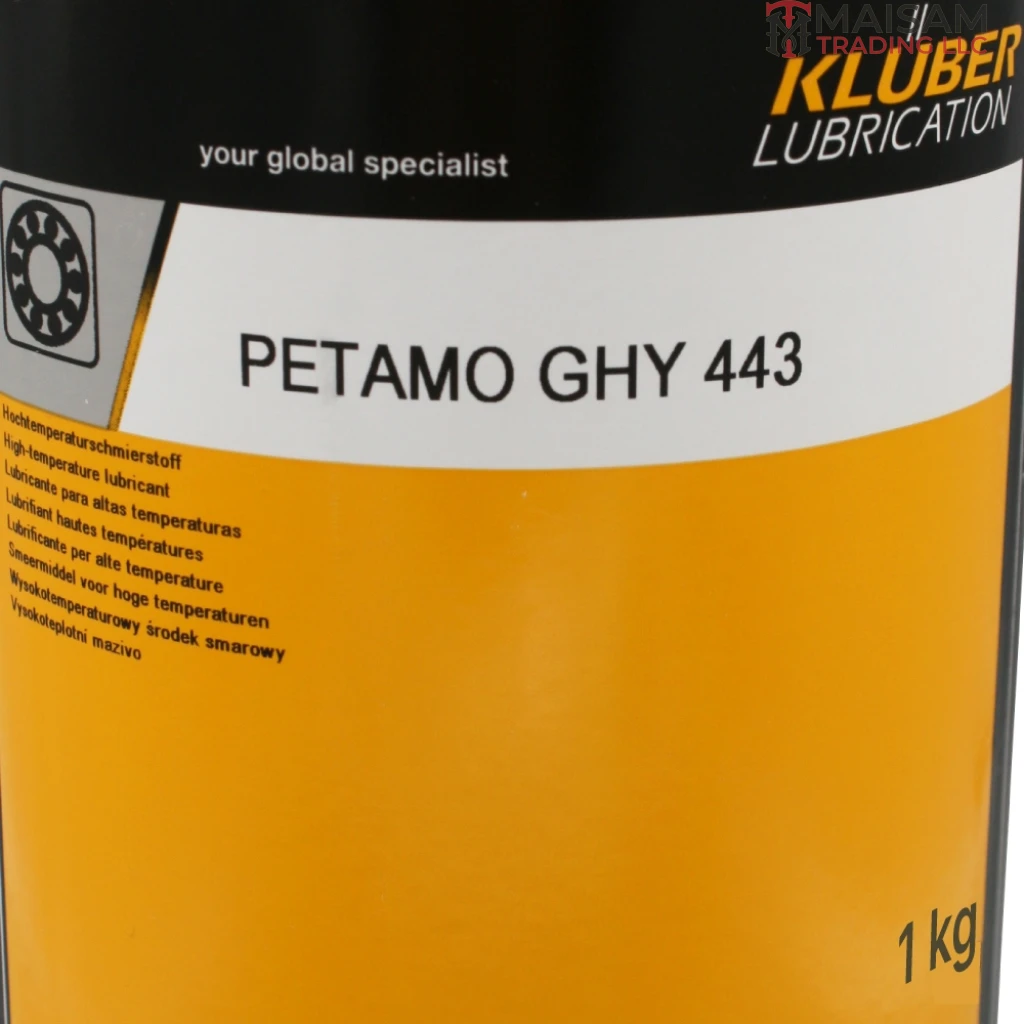 MAISAM
TRADING LLC
KLÜBER
LUBRICATION
your global specialist
PETAMO GHY 443
Hochtemperaturschmierstoff
High-temperature lubricant
Lubricante para altas temperaturas
Lubrifiant hautes températures
Lubrificante per alte temperature
Smeermiddel voor hoge temperaturen
Wysokotemperaturowy środek smarowy
Vysokoteplotní mazivo
1 kg